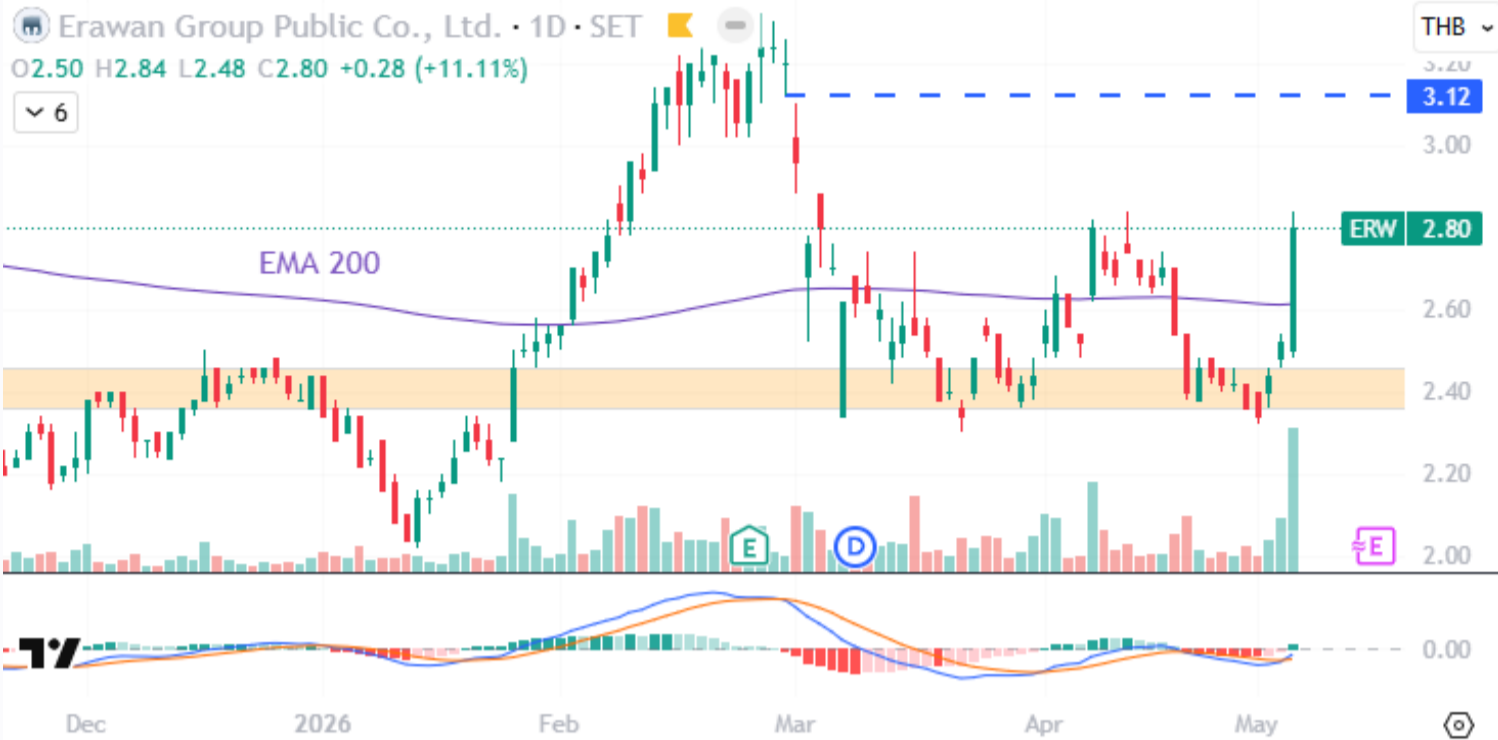 Erawan Group Public Co., Ltd. · 1D · SET
THB
O2.50 H2.84 L2.48 C2.80 +0.28 (+11.11%)
3.20
6
3.12
3.00
ERW 2.80
EMA 200
2.60
2.40
2.20
E
D
E
2.00
0.00
Dec
2026
Feb
Mar
Apr
May